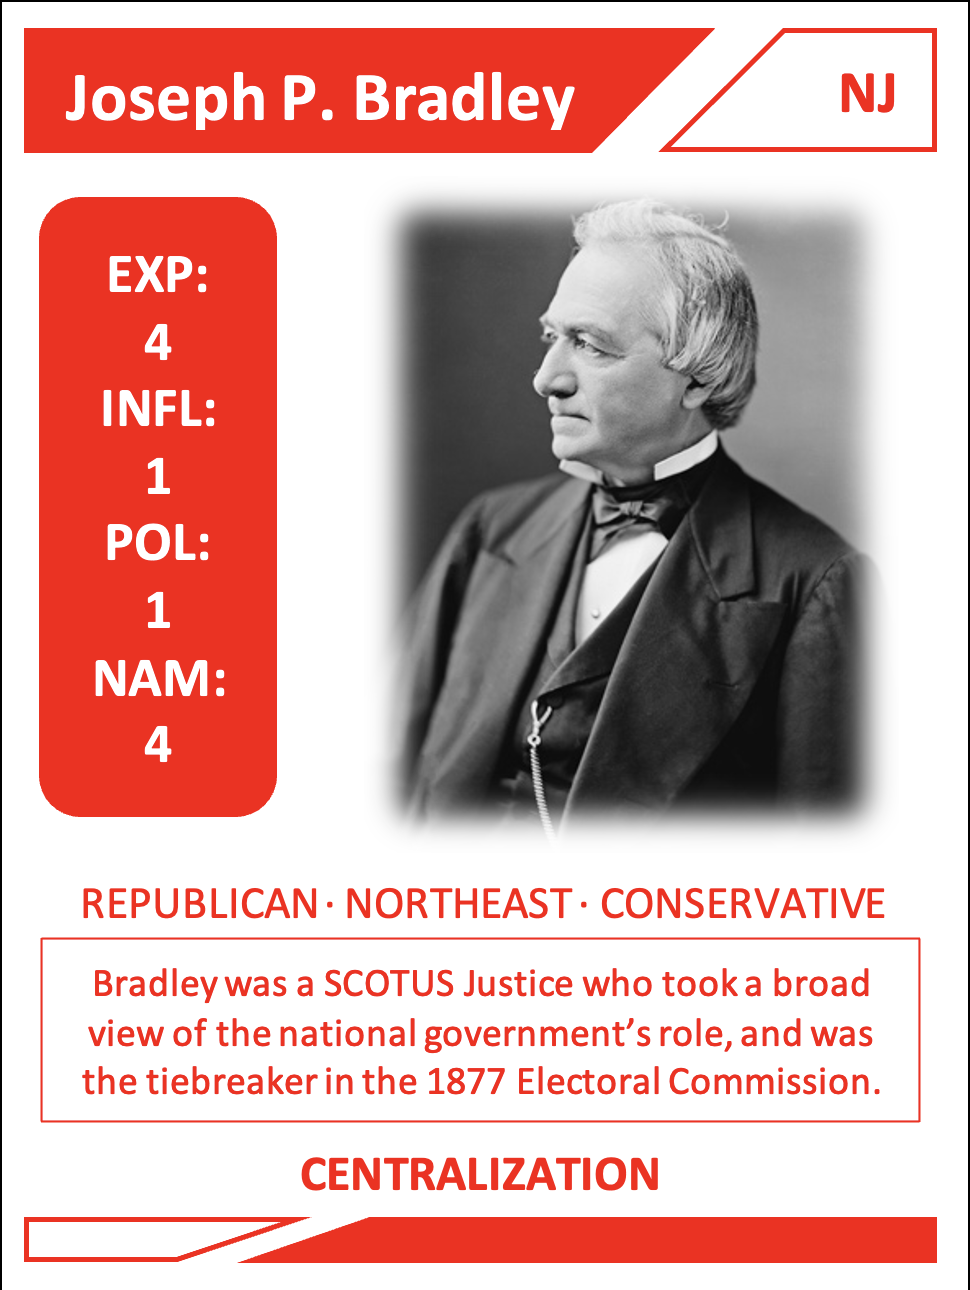 Joseph P. Bradley
NJ
EXP:
4
INFL:
1
POL:
1
NAM:
4
REPUBLICAN · NORTHEAST · CONSERVATIVE
Bradley was a SCOTUS Justice who took a broad
view of the national government’s role, and was
the tiebreaker in the 1877 Electoral Commission.
CENTRALIZATION